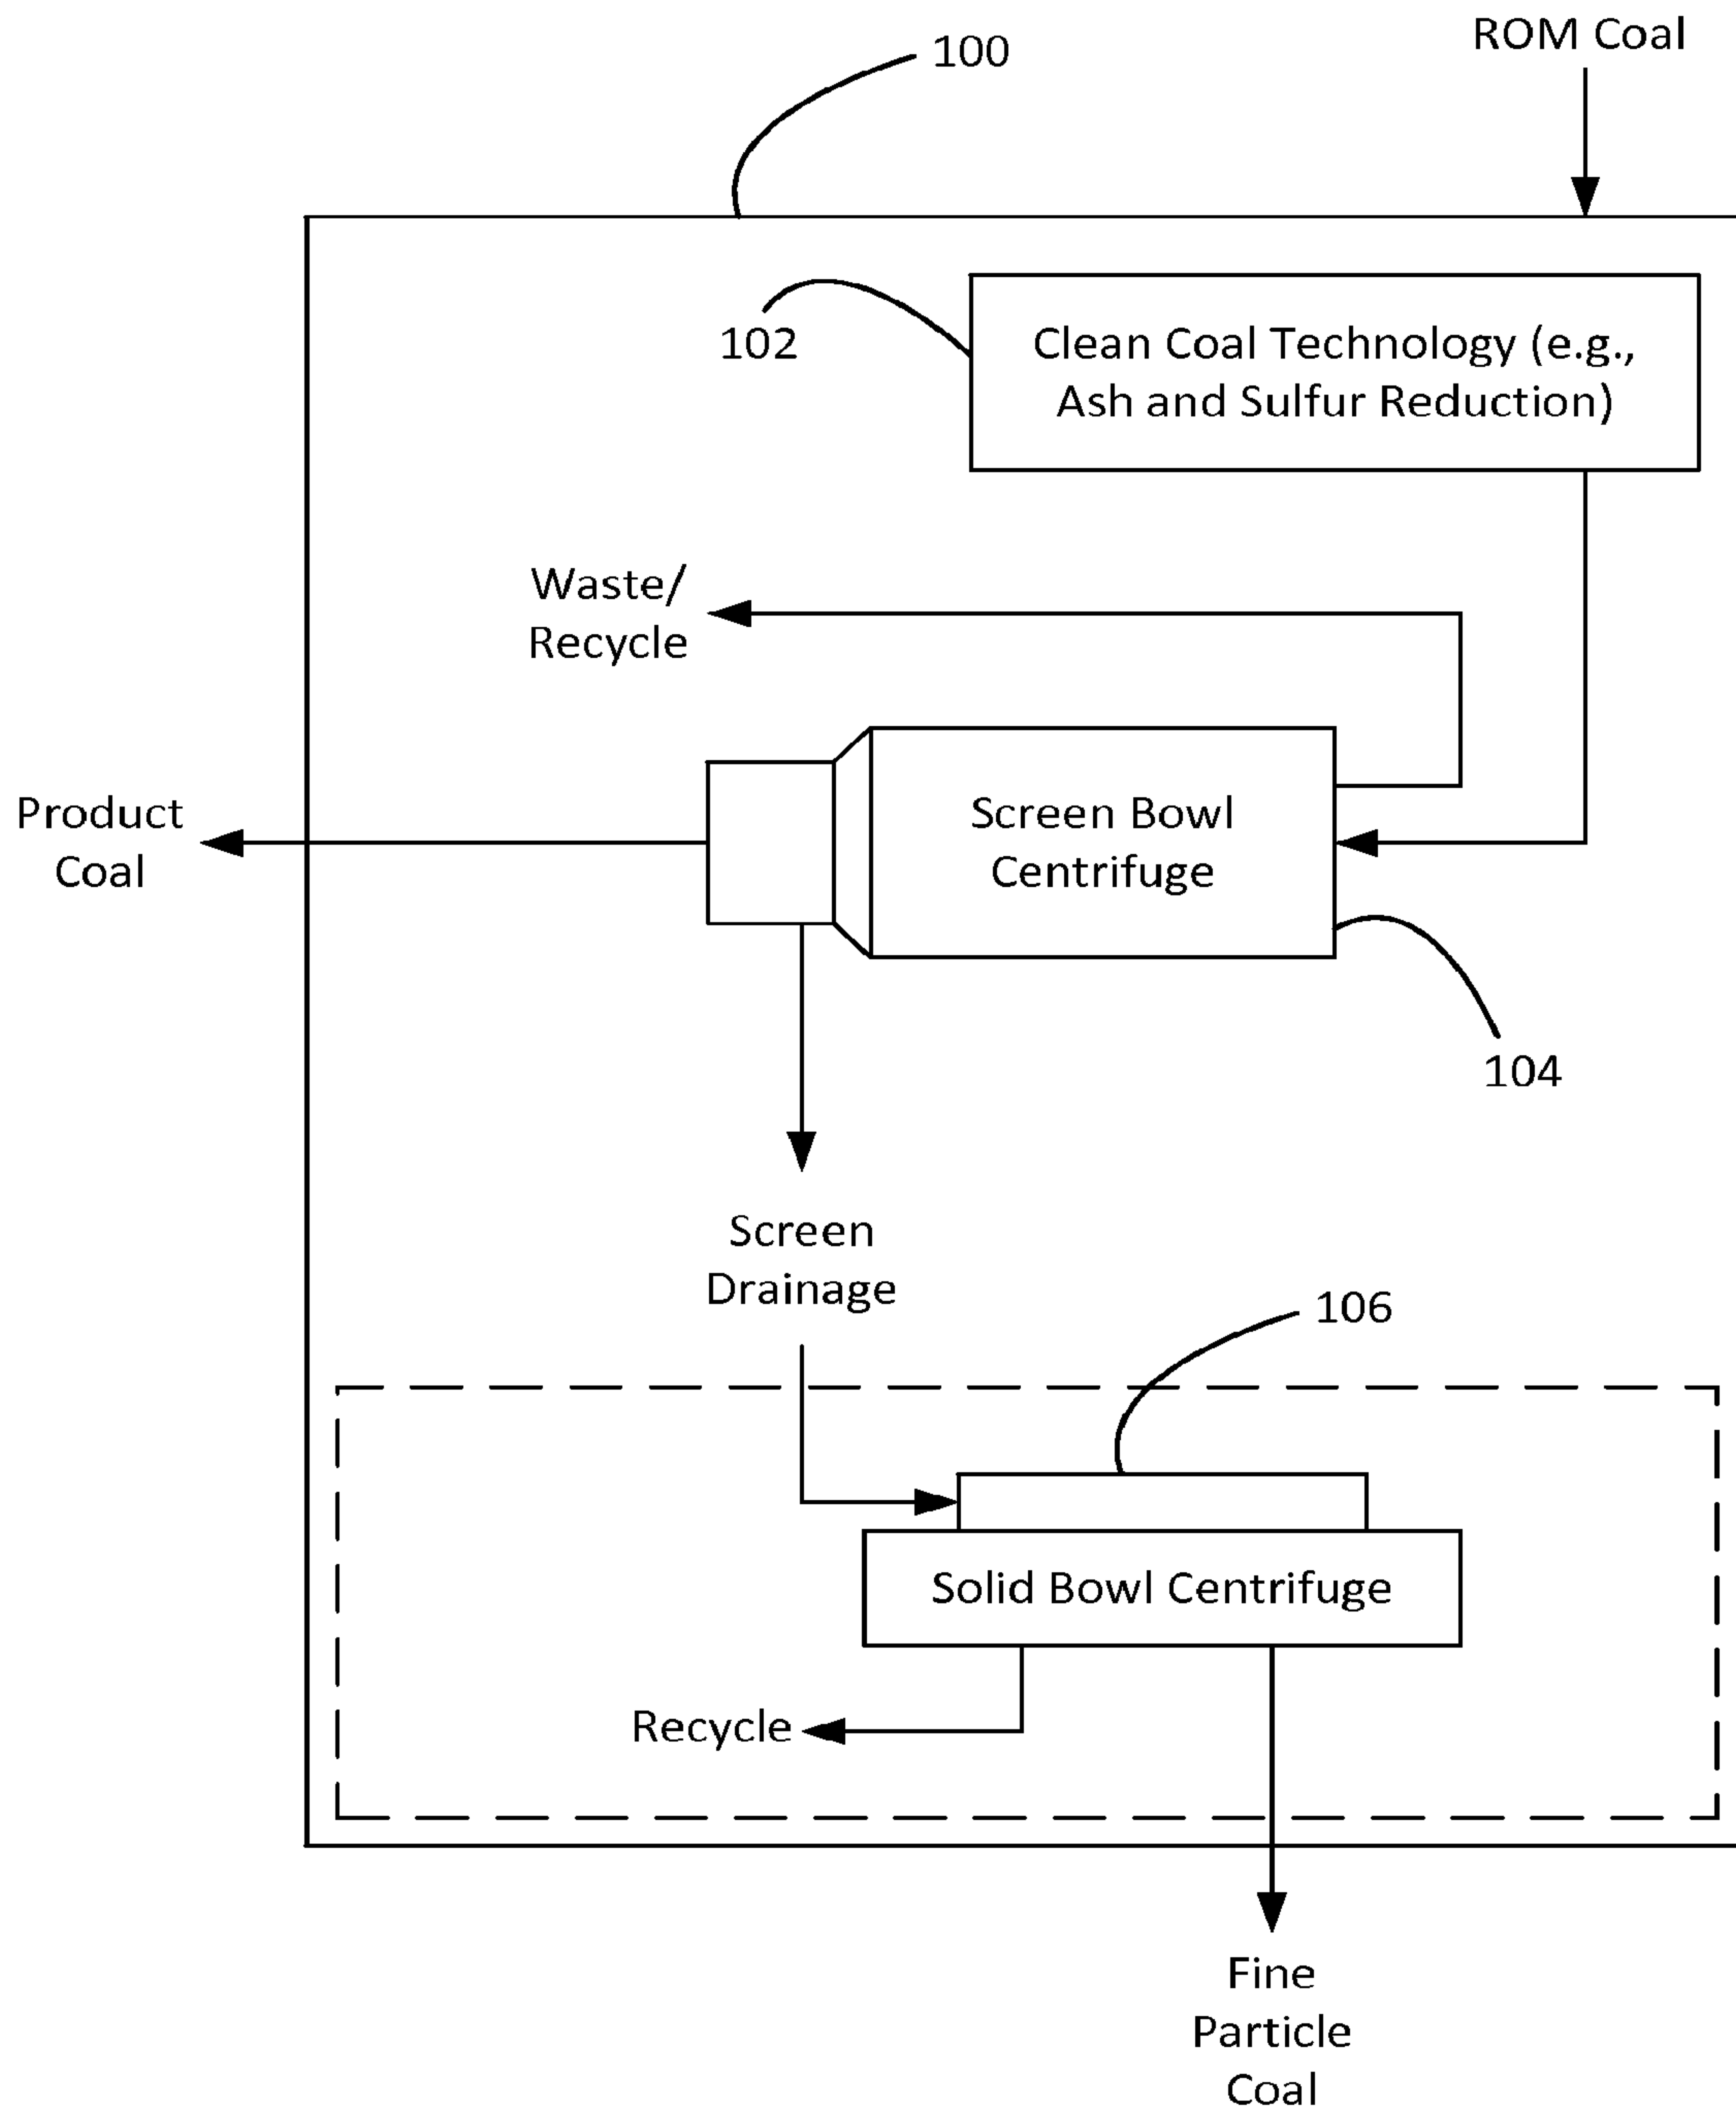 100
ROM Coal
102
Clean Coal Technology (e.g.,
Ash and Sulfur Reduction)
Waste/
Recycle
Product
Coal
Screen Bowl
Centrifuge
104
Screen
Drainage
106
Solid Bowl Centrifuge
Recycle
Fine
Particle
Coal